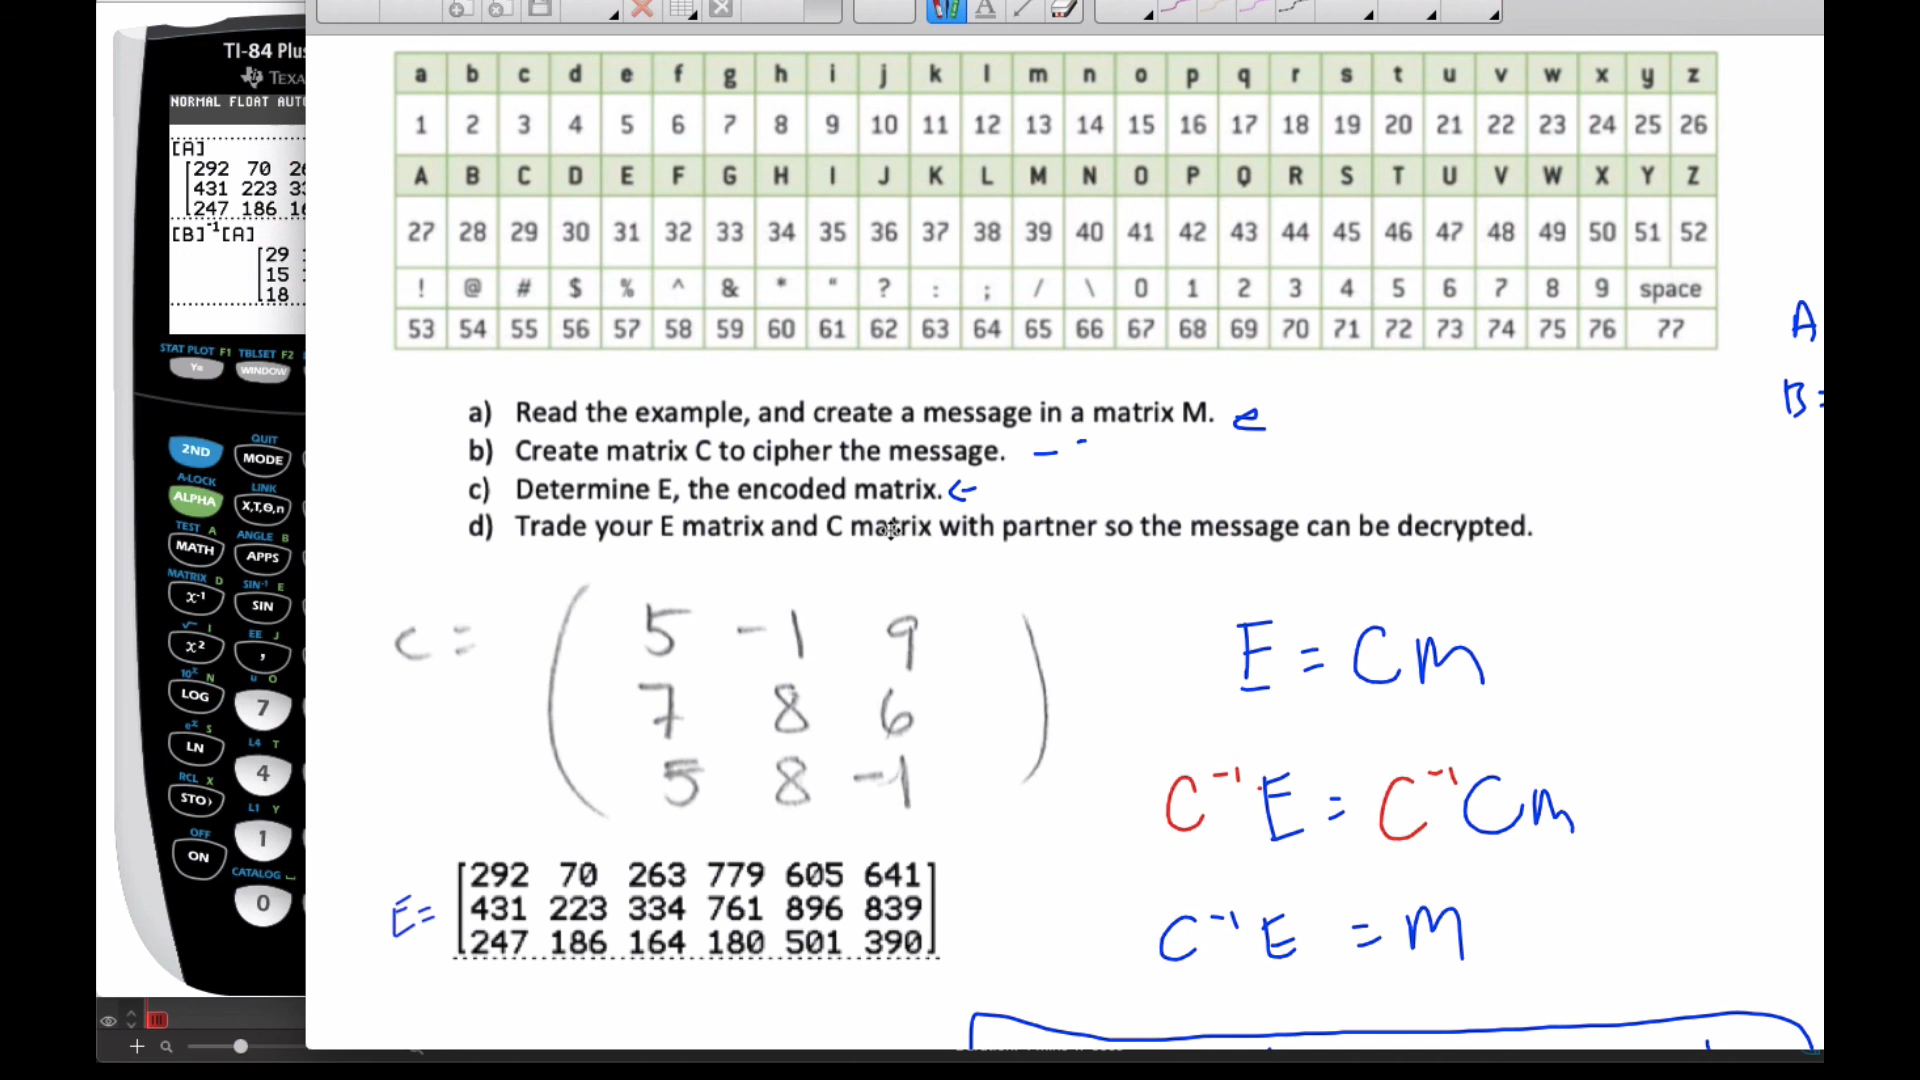 TI-84 Plus
TEXA
NORMAL FLOAT AUTO
[A]
[292 70 26
431 223 33
247 186 16
[B]⁻¹[A]
[29
15
18
STAT PLOT F1 TBLSET F2
Y= WINDOW
QUIT
2ND MODE
A-LOCK LINK
ALPHA X,T,Θ,n
TEST A ANGLE B
MATH APPS
MATRIX D SIN⁻¹ E
x⁻¹ SIN
√ I EE J
x² ,
10ˣ N u O
LOG 7
eˣ S L4 T
LN 4
RCL X L1 Y
STO› 1
OFF CATALOG
ON 0
a b c d e f g h i j k l m n o p q r s t u v w x y z
1 2 3 4 5 6 7 8 9 10 11 12 13 14 15 16 17 18 19 20 21 22 23 24 25 26
A B C D E F G H I J K L M N O P Q R S T U V W X Y Z
27 28 29 30 31 32 33 34 35 36 37 38 39 40 41 42 43 44 45 46 47 48 49 50 51 52
! @ # $ % ^ & * " ? : ; / \ 0 1 2 3 4 5 6 7 8 9 space
53 54 55 56 57 58 59 60 61 62 63 64 65 66 67 68 69 70 71 72 73 74 75 76 77
A
B=
a) Read the example, and create a message in a matrix M.
b) Create matrix C to cipher the message.
c) Determine E, the encoded matrix.
d) Trade your E matrix and C matrix with partner so the message can be decrypted.
C =
5 -1 9
7 8 6
5 8 -1
E = Cm
C⁻¹E = C⁻¹Cm
C⁻¹E = m
E=
[292 70 263 779 605 641]
431 223 334 761 896 839
247 186 164 180 501 390